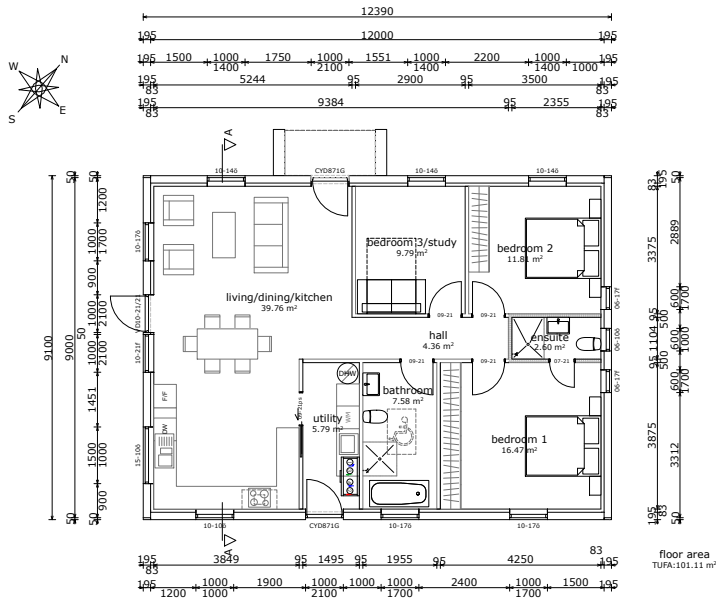 12390
195 12000 195
195 1500 1000 1750 1000 1551 1000 2200 1000 195
1400 2100 1400 1400 1000
195 5244 95 2900 95 3500 195
83 83
195 9384 95 2355 195
83 83
W N
S E
A
10-146 CYD871G 10-146 10-146
9100
50 9000 50
50 1200 1000 1700 900 1000 2100 50 1000 2100 1451 1500 1000 900 50
10-176
10-21f
15-106
living/dining/kitchen
39.76 m²
bedroom 3/study
9.79 m²
bedroom 2
11.81 m²
hall
4.36 m²
ensuite
2.60 m²
bathroom
7.58 m²
utility
5.79 m²
bedroom 1
16.47 m²
09-21 09-21
09-21 09-21 07-21
DHW
WM
F/F
DW
06-17f
06-106
06-17f
83 195 3375 95 1104 95 3875 195 83
50 2889 600 1700 500 600 1000 500 600 1700 3312 50
10-106 CYD871G 10-176 10-176
A
195 3849 95 1495 95 1955 95 4250 83 195
83
195 1000 1900 1000 1000 1000 2400 1000 1500 195
1200 1000 2100 1700 1700
floor area
TUFA:101.11 m²